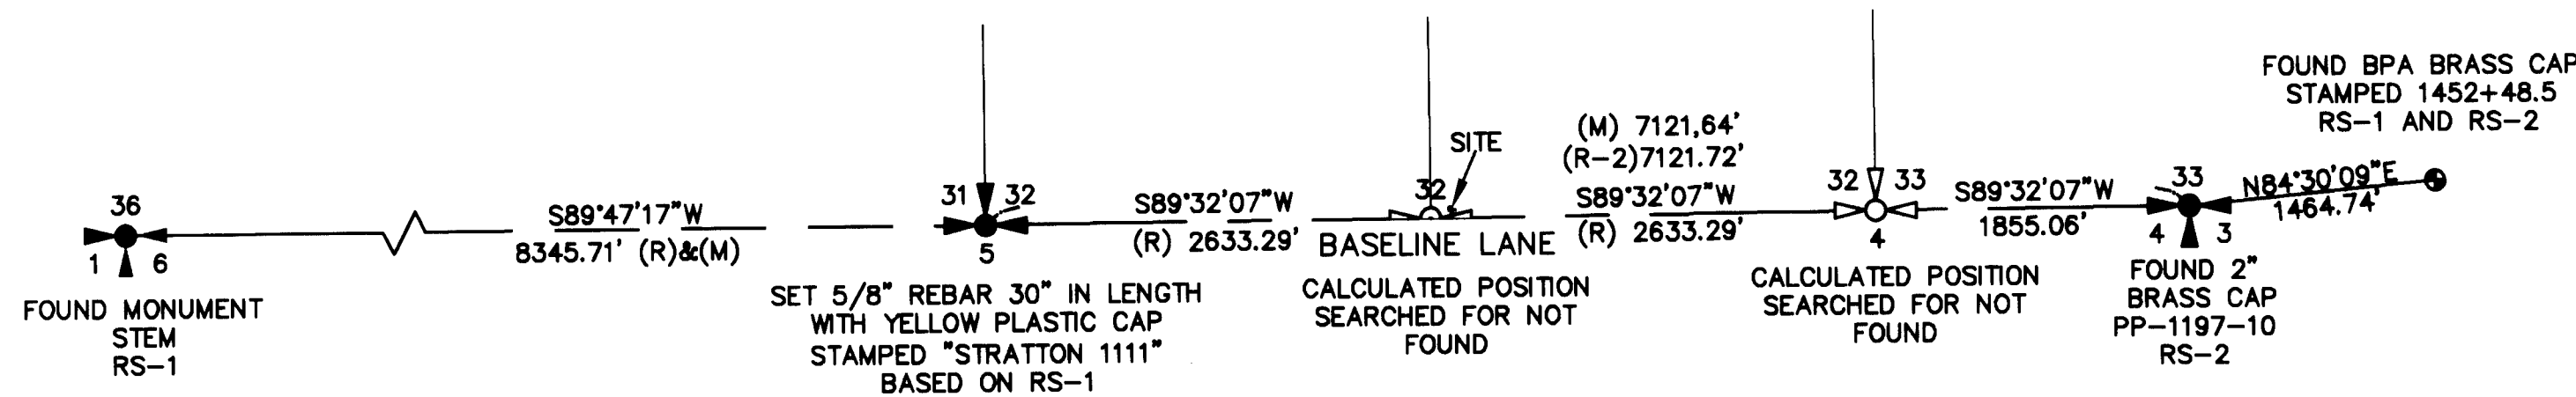 36
1 6
FOUND MONUMENT
STEM
RS-1
S89°47'17"W
8345.71' (R)&(M)
31 32
5
SET 5/8" REBAR 30" IN LENGTH
WITH YELLOW PLASTIC CAP
STAMPED "STRATTON 1111"
BASED ON RS-1
S89°32'07"W
(R) 2633.29'
32
SITE
BASELINE LANE
CALCULATED POSITION
SEARCHED FOR NOT
FOUND
(M) 7121,64'
(R-2)7121.72'
S89°32'07"W
(R) 2633.29'
32 33
4
CALCULATED POSITION
SEARCHED FOR NOT
FOUND
S89°32'07"W
1855.06'
33
4 3
FOUND 2"
BRASS CAP
PP-1197-10
RS-2
N84°30'09"E
1464.74'
FOUND BPA BRASS CAP
STAMPED 1452+48.5
RS-1 AND RS-2